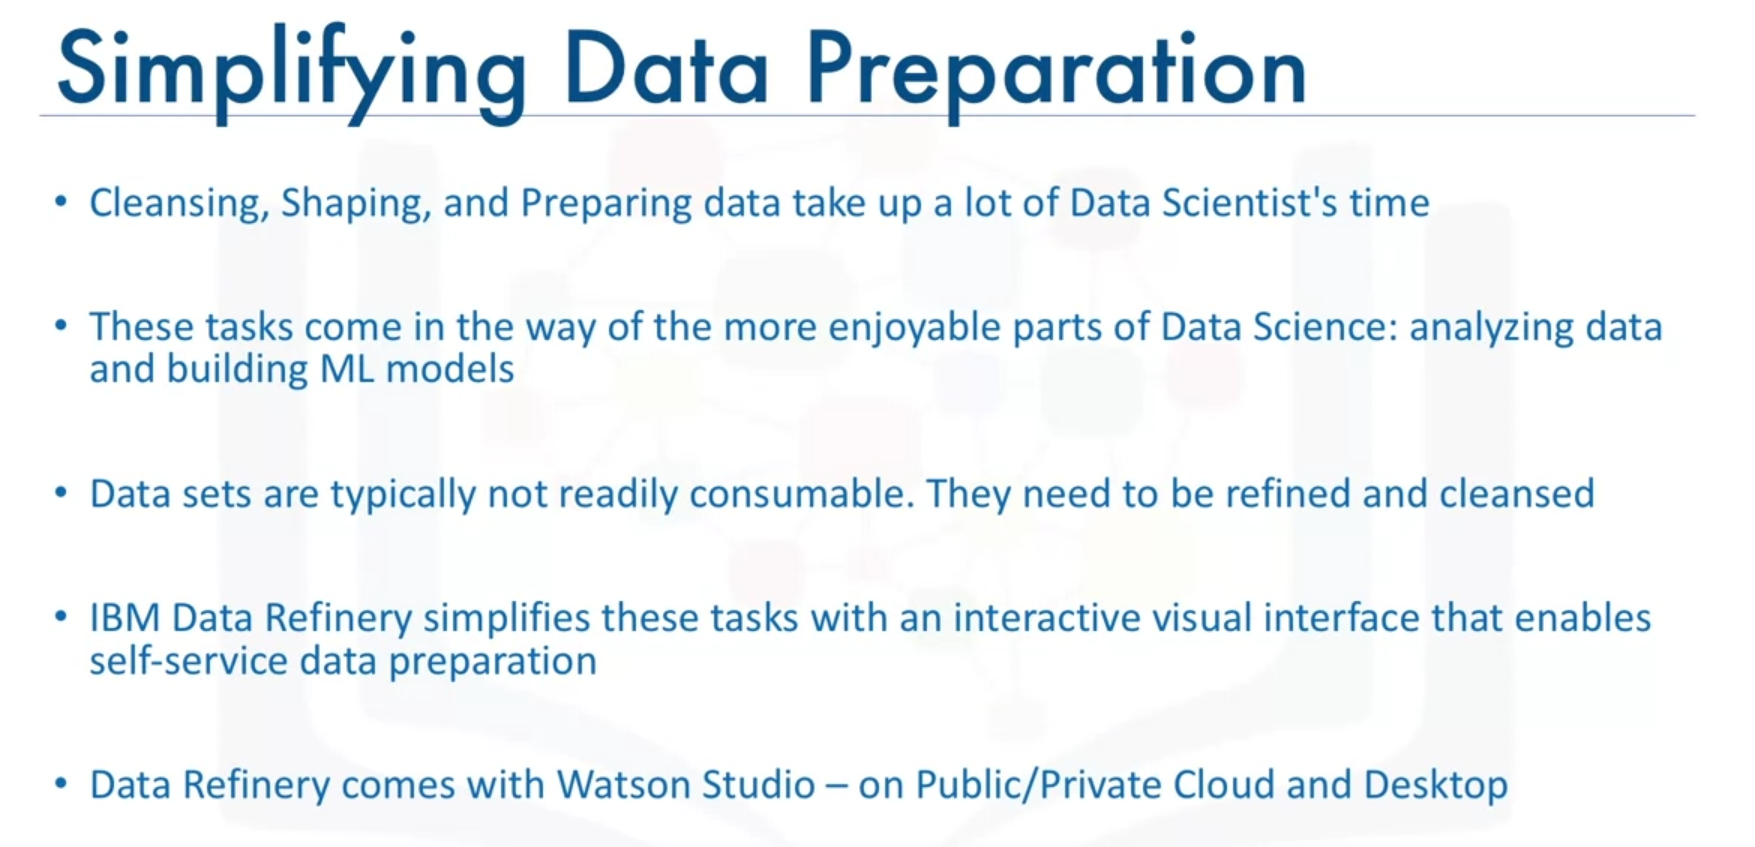 Simplifying Data Preparation
• Cleansing, Shaping, and Preparing data take up a lot of Data Scientist's time
• These tasks come in the way of the more enjoyable parts of Data Science: analyzing data
and building ML models
• Data sets are typically not readily consumable. They need to be refined and cleansed
• IBM Data Refinery simplifies these tasks with an interactive visual interface that enables
self-service data preparation
• Data Refinery comes with Watson Studio – on Public/Private Cloud and Desktop